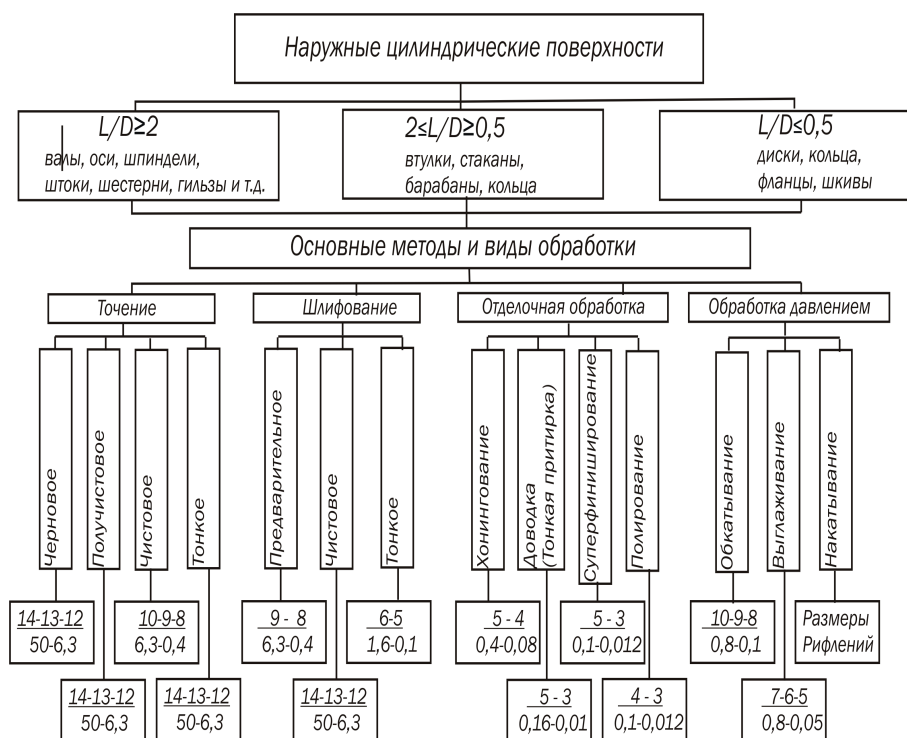 Наружные цилиндрические поверхности
L/D≥2
валы, оси, шпиндели,
штоки, шестерни, гильзы и т.д.
2≤L/D≥0,5
втулки, стаканы,
барабаны, кольца
L/D≤0,5
диски, кольца,
фланцы, шкивы
Основные методы и виды обработки
Точение
Шлифование
Отделочная обработка
Обработка давлением
Черновое
Получистовое
Чистовое
Тонкое
Предварительное
Чистовое
Тонкое
Хонингование
Доводка
(Тонкая притирка)
Суперфиниширование
Полирование
Обкатывание
Выглаживание
Накатывание
14-13-12
50-6,3
10-9-8
6,3-0,4
9 - 8
6,3-0,4
6-5
1,6-0,1
5 - 4
0,4-0,08
5 - 3
0,1-0,012
10-9-8
0,8-0,1
Размеры
Рифлений
14-13-12
50-6,3
14-13-12
50-6,3
14-13-12
50-6,3
5 - 3
0,16-0,01
4 - 3
0,1-0,012
7-6-5
0,8-0,05